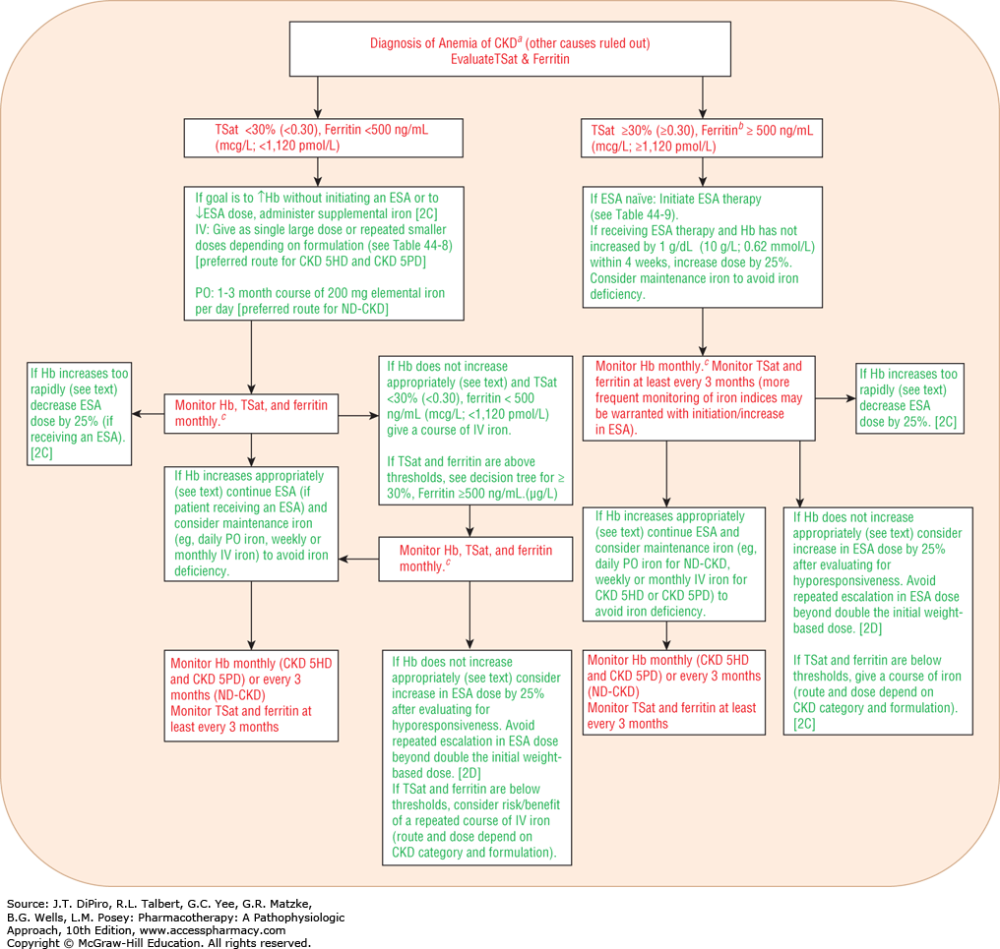 Diagnosis of Anemia of CKDa (other causes ruled out)
EvaluateTSat & Ferritin
TSat <30% (<0.30), Ferritin <500 ng/mL
(mcg/L; <1,120 pmol/L)
TSat ≥30% (≥0.30), Ferritinb ≥ 500 ng/mL
(mcg/L; ≥1,120 pmol/L)
If goal is to ↑Hb without initiating an ESA or to
↓ESA dose, administer supplemental iron [2C]
IV: Give as single large dose or repeated smaller
doses depending on formulation (see Table 44-8)
[preferred route for CKD 5HD and CKD 5PD]
PO: 1-3 month course of 200 mg elemental iron
per day [preferred route for ND-CKD]
If ESA naïve: Initiate ESA therapy
(see Table 44-9).
If receiving ESA therapy and Hb has not
increased by 1 g/dL (10 g/L; 0.62 mmol/L)
within 4 weeks, increase dose by 25%.
Consider maintenance iron to avoid iron
deficiency.
If Hb increases too
rapidly (see text)
decrease ESA
dose by 25% (if
receiving an ESA).
[2C]
Monitor Hb, TSat, and ferritin
monthly.c
If Hb does not increase
appropriately (see text) and TSat
<30% (<0.30), ferritin < 500
ng/mL (mcg/L; <1,120 pmol/L)
give a course of IV iron.
If TSat and ferritin are above
thresholds, see decision tree for ≥
30%, Ferritin ≥500 ng/mL.(µg/L)
Monitor Hb monthly.c Monitor TSat and
ferritin at least every 3 months (more
frequent monitoring of iron indices may
be warranted with initiation/increase
in ESA).
If Hb increases too
rapidly (see text)
decrease ESA
dose by 25%. [2C]
If Hb increases appropriately
(see text) continue ESA (if
patient receiving an ESA) and
consider maintenance iron
(eg, daily PO iron, weekly or
monthly IV iron) to avoid iron
deficiency.
Monitor Hb, TSat, and ferritin
monthly.c
If Hb increases appropriately
(see text) continue ESA and
consider maintenance iron (eg,
daily PO iron for ND-CKD,
weekly or monthly IV iron for
CKD 5HD or CKD 5PD) to
avoid iron deficiency.
If Hb does not increase
appropriately (see text) consider
increase in ESA dose by 25%
after evaluating for
hyporesponsiveness. Avoid
repeated escalation in ESA dose
beyond double the initial weight-
based dose. [2D]
If TSat and ferritin are below
thresholds, give a course of iron
(route and dose depend on
CKD category and formulation).
[2C]
Monitor Hb monthly (CKD 5HD
and CKD 5PD) or every 3
months (ND-CKD)
Monitor TSat and ferritin at
least every 3 months
If Hb does not increase
appropriately (see text) consider
increase in ESA dose by 25%
after evaluating for
hyporesponsiveness. Avoid
repeated escalation in ESA dose
beyond double the initial weight-
based dose. [2D]
If TSat and ferritin are below
thresholds, consider risk/benefit
of a repeated course of IV iron
(route and dose depend on
CKD category and formulation).
Monitor Hb monthly (CKD 5HD
and CKD 5PD) or every 3 months
(ND-CKD)
Monitor TSat and ferritin at least
every 3 months
Source: J.T. DiPiro, R.L. Talbert, G.C. Yee, G.R. Matzke,
B.G. Wells, L.M. Posey: Pharmacotherapy: A Pathophysiologic
Approach, 10th Edition, www.accesspharmacy.com
Copyright © McGraw-Hill Education. All rights reserved.